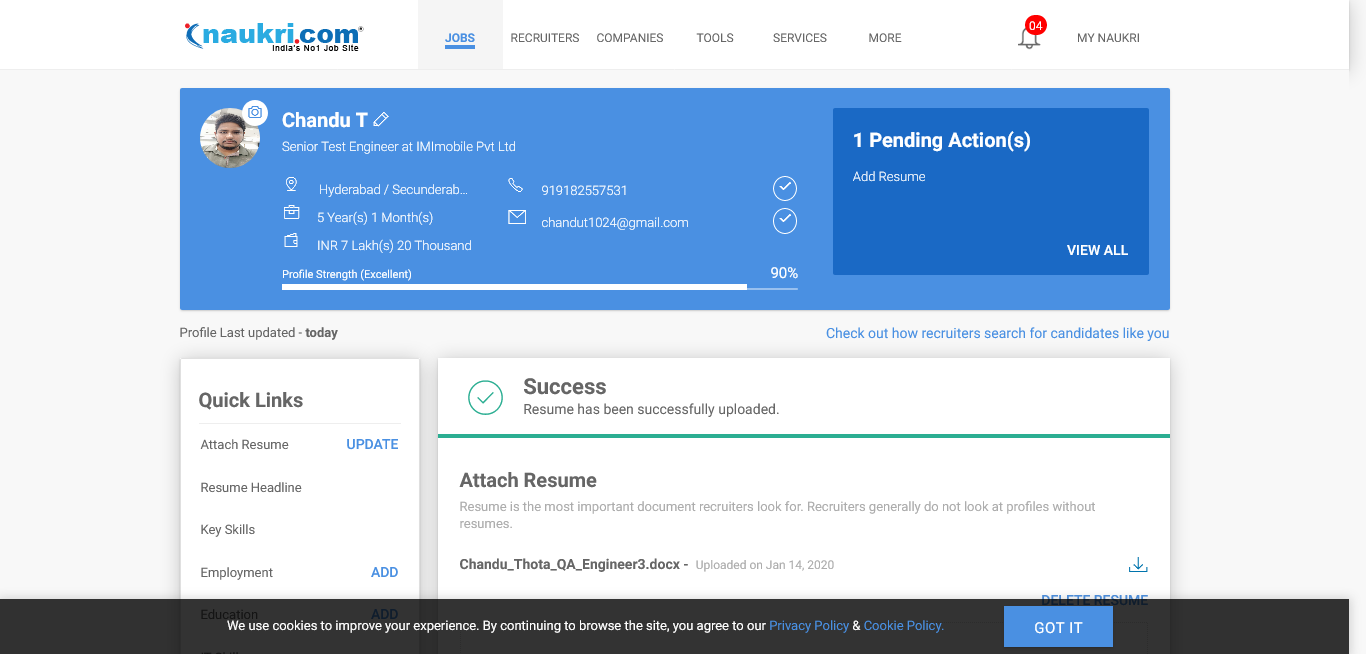 naukri.com
India's No1 Job Site
JOBS RECRUITERS COMPANIES TOOLS SERVICES MORE 04 MY NAUKRI
Chandu T
Senior Test Engineer at IMImobile Pvt Ltd
Hyderabad / Secunderab... 919182557531
5 Year(s) 1 Month(s) chandut1024@gmail.com
INR 7 Lakh(s) 20 Thousand
Profile Strength (Excellent) 90%
1 Pending Action(s)
Add Resume
VIEW ALL
Profile Last updated - today
Check out how recruiters search for candidates like you
Quick Links
Attach Resume UPDATE
Resume Headline
Key Skills
Employment ADD
Education ADD
Success
Resume has been successfully uploaded.
Attach Resume
Resume is the most important document recruiters look for. Recruiters generally do not look at profiles without
resumes.
Chandu_Thota_QA_Engineer3.docx - Uploaded on Jan 14, 2020
DELETE RESUME
We use cookies to improve your experience. By continuing to browse the site, you agree to our Privacy Policy & Cookie Policy.
GOT IT